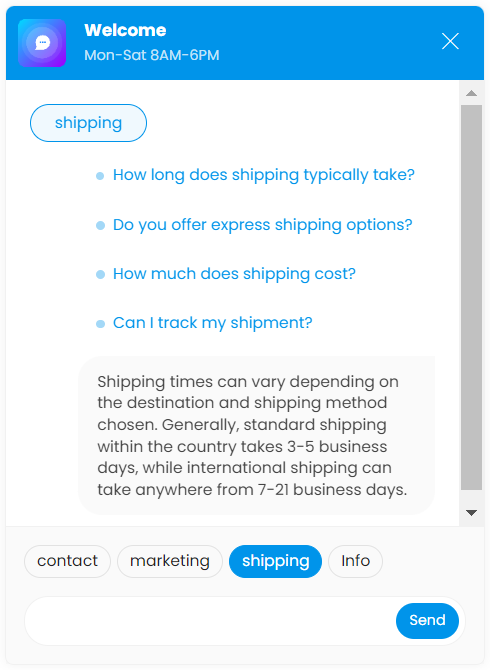 Welcome
Mon-Sat 8AM-6PM
shipping
How long does shipping typically take?
Do you offer express shipping options?
How much does shipping cost?
Can I track my shipment?
Shipping times can vary depending on
the destination and shipping method
chosen. Generally, standard shipping
within the country takes 3-5 business
days, while international shipping can
take anywhere from 7-21 business days.
contact marketing shipping Info
Send